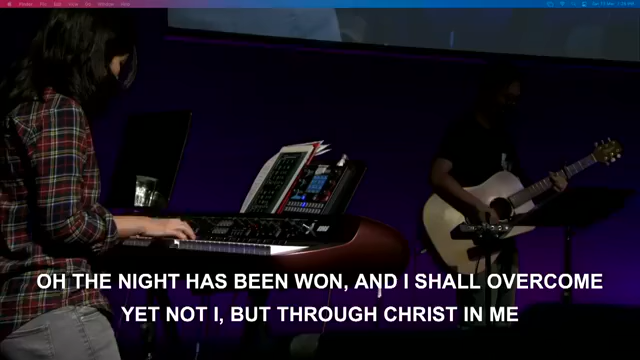 OH THE NIGHT HAS BEEN WON, AND I SHALL OVERCOME
YET NOT I, BUT THROUGH CHRIST IN ME